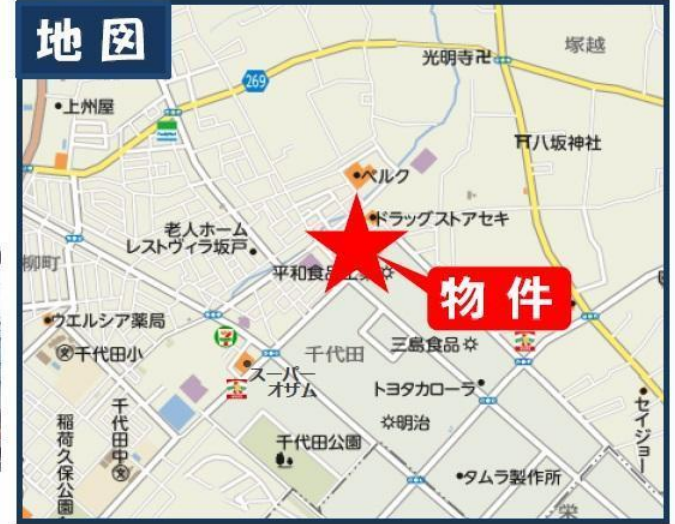 地図
光明寺卍
塚越
269
•上州屋
FamilyMart
⛩八坂神社
•ベルク
•ドラッグストアセキ
老人ホーム
レストヴィラ坂戸•
柳町
平和食品工業
物件
•ウエルシア薬局
千代田小
千代田
三島食品
スーパー
オザム
トヨタカローラ•
•セイジョー
稲荷久保公園
千代田中
明治
千代田公園
•タムラ製作所
栄